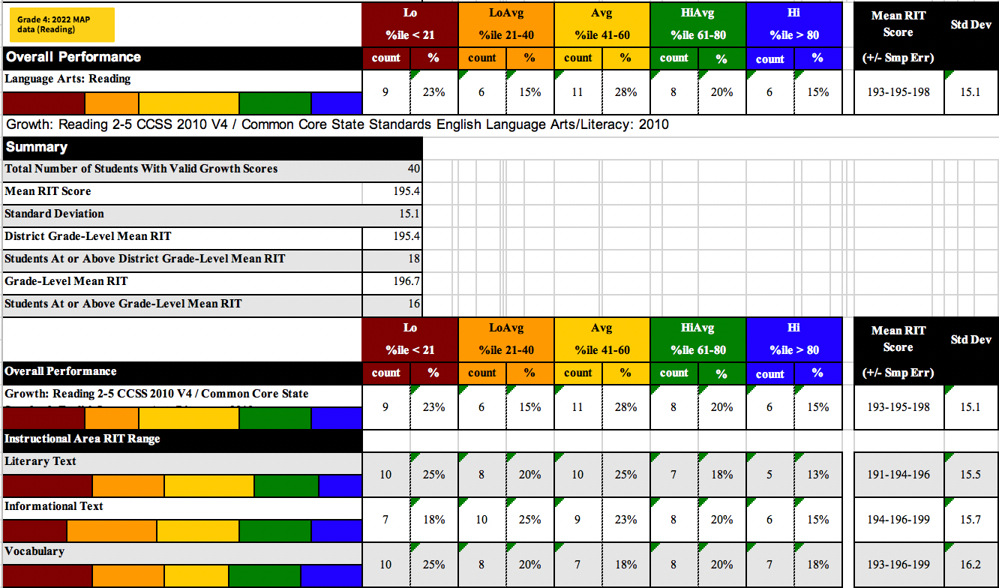 Grade 4: 2022 MAP
data (Reading)
Lo LoAvg Avg HiAvg Hi Mean RIT Score Std Dev
%ile < 21 %ile 21-40 %ile 41-60 %ile 61-80 %ile > 80
Overall Performance count % count % count % count % count % (+/- Smp Err)
Language Arts: Reading
9 23% 6 15% 11 28% 8 20% 6 15% 193-195-198 15.1
Growth: Reading 2-5 CCSS 2010 V4 / Common Core State Standards English Language Arts/Literacy: 2010
Summary
Total Number of Students With Valid Growth Scores 40
Mean RIT Score 195.4
Standard Deviation 15.1
District Grade-Level Mean RIT 195.4
Students At or Above District Grade-Level Mean RIT 18
Grade-Level Mean RIT 196.7
Students At or Above Grade-Level Mean RIT 16
Lo LoAvg Avg HiAvg Hi Mean RIT Score Std Dev
%ile < 21 %ile 21-40 %ile 41-60 %ile 61-80 %ile > 80
Overall Performance count % count % count % count % count % (+/- Smp Err)
Growth: Reading 2-5 CCSS 2010 V4 / Common Core State
9 23% 6 15% 11 28% 8 20% 6 15% 193-195-198 15.1
Instructional Area RIT Range
Literary Text
10 25% 8 20% 10 25% 7 18% 5 13% 191-194-196 15.5
Informational Text
7 18% 10 25% 9 23% 8 20% 6 15% 194-196-199 15.7
Vocabulary
10 25% 8 20% 7 18% 8 20% 7 18% 193-196-199 16.2